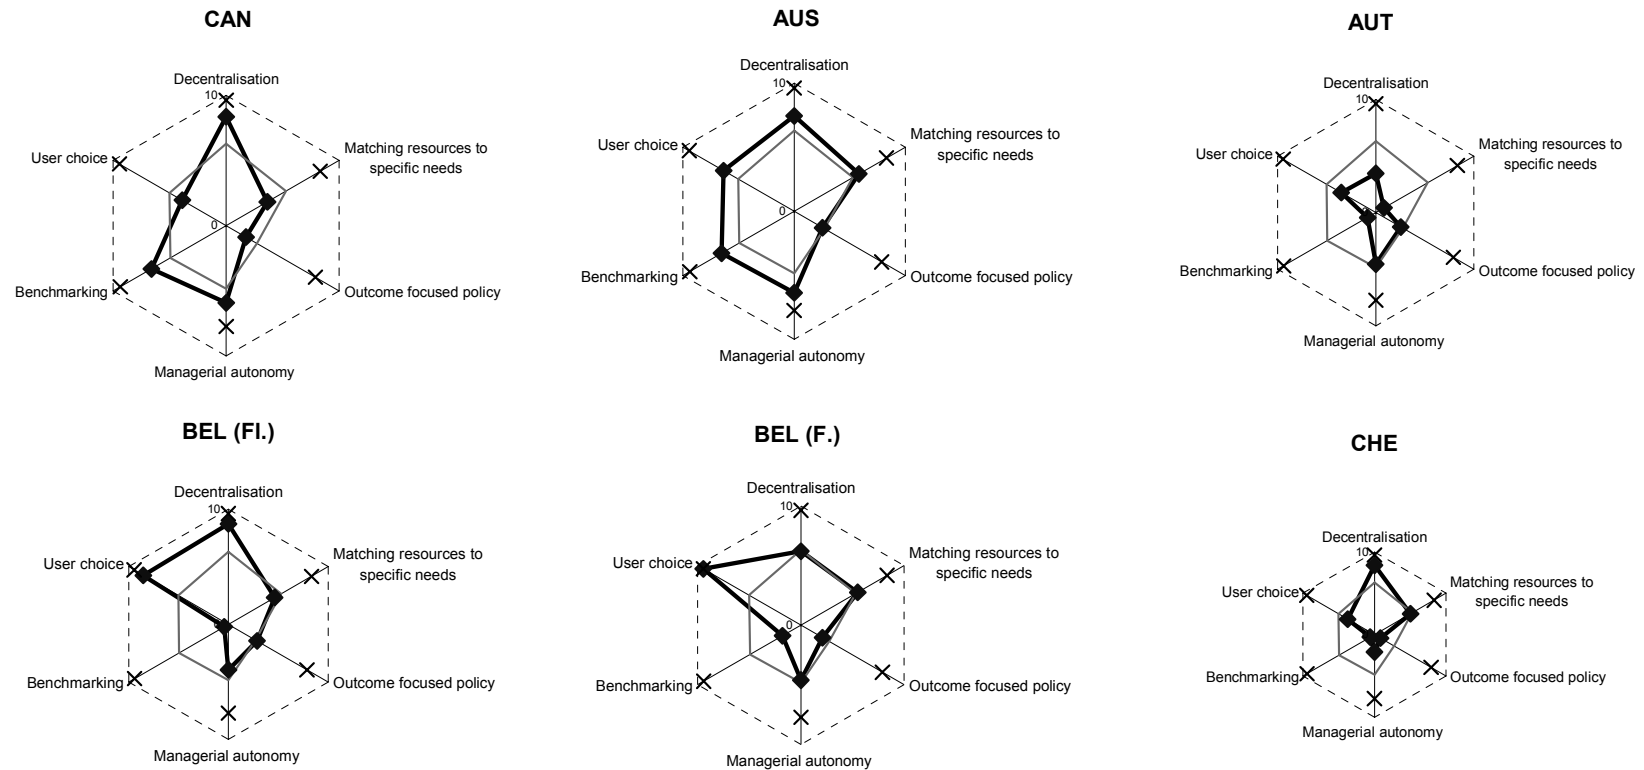 CAN
Decentralisation
10
Matching resources to
specific needs
User choice
0
Benchmarking
Outcome focused policy
Managerial autonomy
AUS
Decentralisation
10
Matching resources to
specific needs
User choice
0
Benchmarking
Outcome focused policy
Managerial autonomy
AUT
Decentralisation
10
Matching resources to
specific needs
User choice
Benchmarking
Outcome focused policy
Managerial autonomy
BEL (Fl.)
Decentralisation
10
Matching resources to
specific needs
User choice
Benchmarking
Outcome focused policy
Managerial autonomy
BEL (F.)
Decentralisation
10
Matching resources to
specific needs
User choice
0
Benchmarking
Outcome focused policy
Managerial autonomy
CHE
Decentralisation
10
Matching resources to
specific needs
User choice
Benchmarking
Outcome focused policy
Managerial autonomy